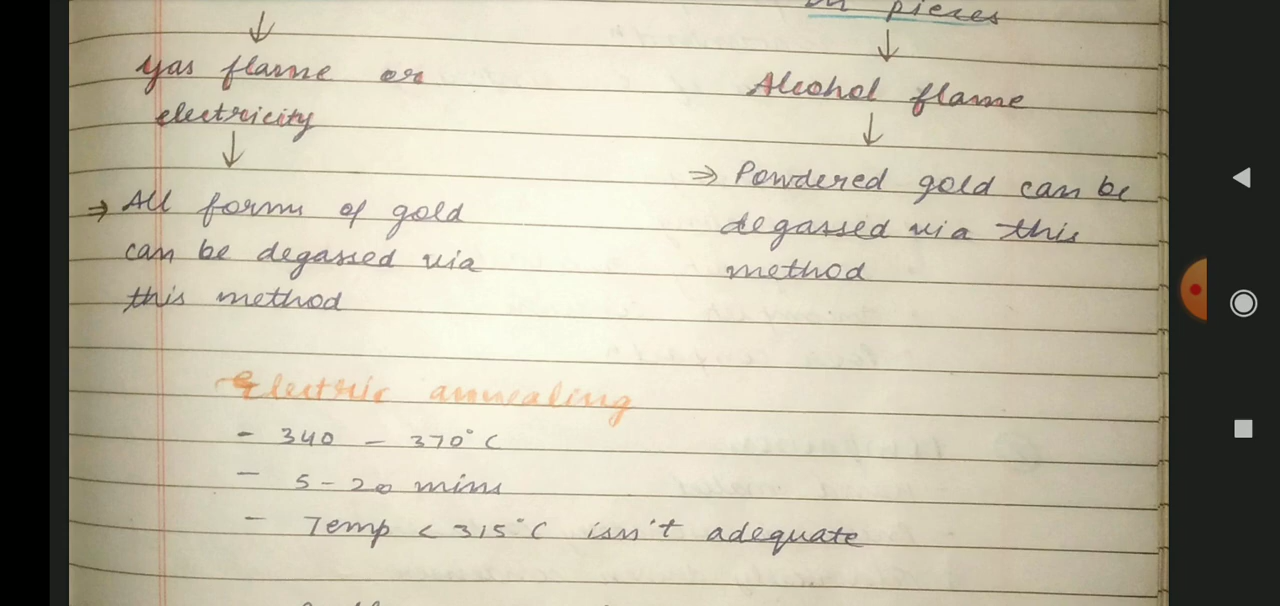 in pieces
Gas flame or
electricity
All forms of gold
can be degassed via
this method
Alcohol flame
⇒ Powdered gold can be
degassed via this
method
Electric annealing
- 340 - 370°C
- 5-20 mins
- Temp < 315°C isn't adequate